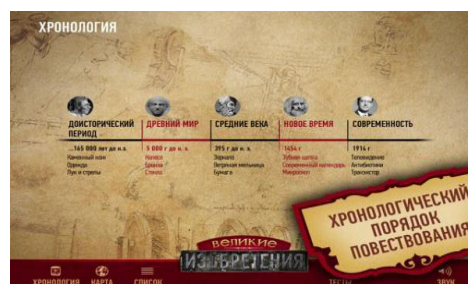 ХРОНОЛОГИЯ
ДОИСТОРИЧЕСКИЙ
ПЕРИОД
ДРЕВНИЙ МИР
СРЕДНИЕ ВЕКА
НОВОЕ ВРЕМЯ
СОВРЕМЕННОСТЬ
...165 000 лет до н.э.
5 000 г до н. э.
395 г до н. э.
1454 г
1914 г
Каменный нож
Одежда
Лук и стрелы
Колесо
Бумага
Зеркало
Ветряная мельница
Бумага
Зубная щетка
Современный календарь
Микроскоп
Телевидение
Антибиотики
Транзистор
ХРОНОЛОГИЧЕСКИЙ
ПОРЯДОК
ПОВЕСТВОВАНИЯ
ВЕЛИКИЕ
ИЗОБРЕТЕНИЯ
ХРОНОЛОГИЯ
КАРТА
СПИСОК
ТЕСТЫ
ЗВУК